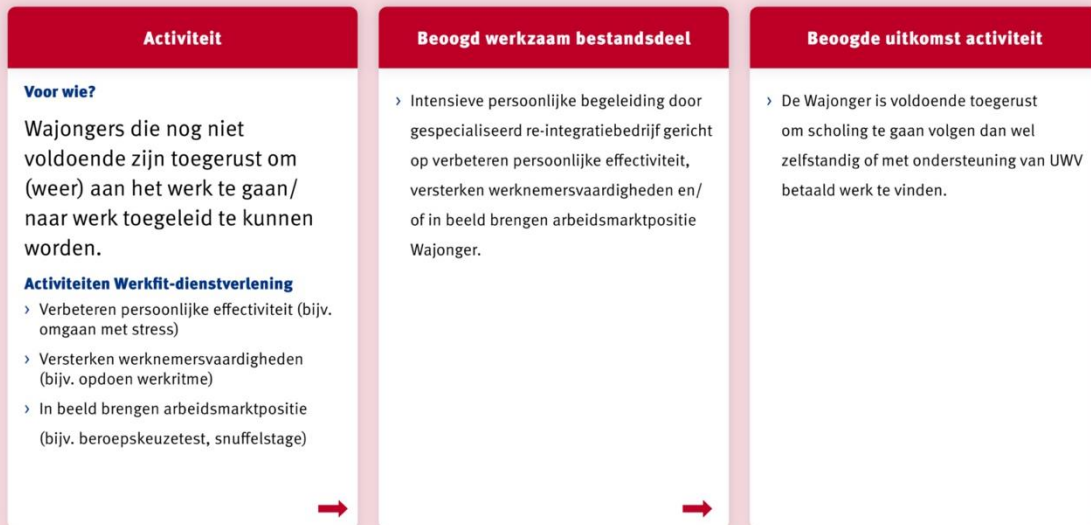 Activiteit
Voor wie?
Wajongers die nog niet
voldoende zijn toegerust om
(weer) aan het werk te gaan/
naar werk toegeleid te kunnen
worden.
Activiteiten Werkfit-dienstverlening
› Verbeteren persoonlijke effectiviteit (bijv.
omgaan met stress)
› Versterken werknemersvaardigheden
(bijv. opdoen werkritme)
› In beeld brengen arbeidsmarktpositie
(bijv. beroepskeuzetest, snuffelstage)
Beoogd werkzaam bestandsdeel
› Intensieve persoonlijke begeleiding door
gespecialiseerd re-integratiebedrijf gericht
op verbeteren persoonlijke effectiviteit,
versterken werknemersvaardigheden en/
of in beeld brengen arbeidsmarktpositie
Wajonger.
Beoogde uitkomst activiteit
› De Wajonger is voldoende toegerust
om scholing te gaan volgen dan wel
zelfstandig of met ondersteuning van UWV
betaald werk te vinden.